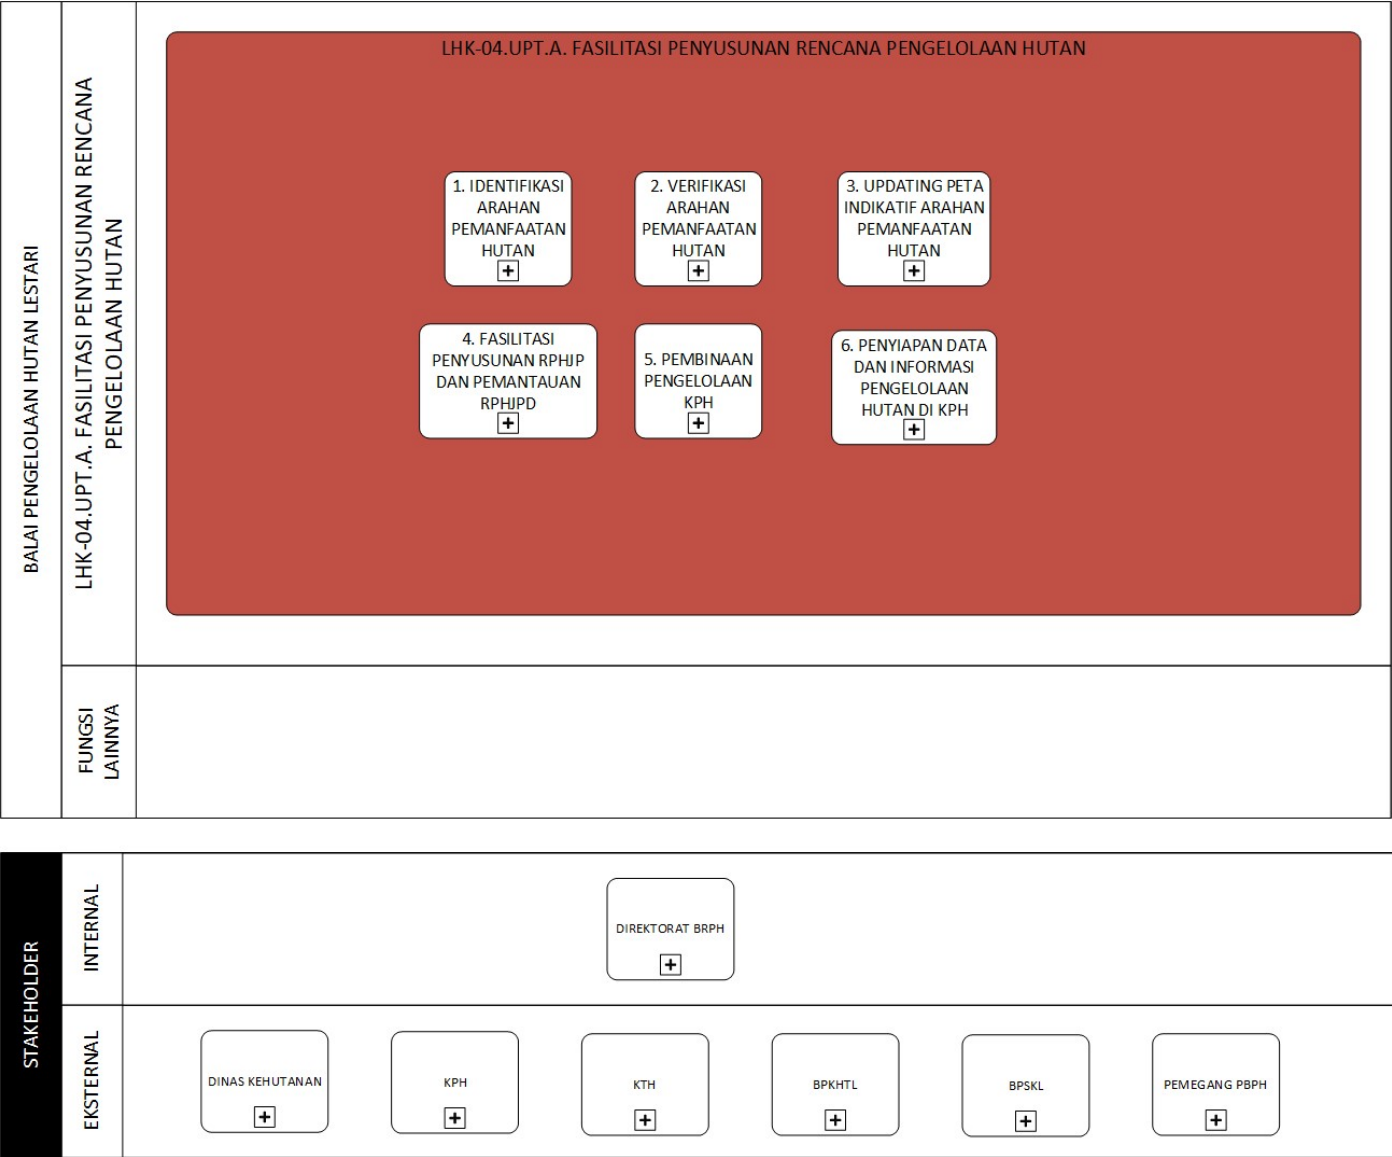 BALAI PENGELOLAAN HUTAN LESTARI
LHK-04.UPT.A. FASILITASI PENYUSUNAN RENCANA
PENGELOLAAN HUTAN
LHK-04.UPT.A. FASILITASI PENYUSUNAN RENCANA PENGELOLAAN HUTAN
1. IDENTIFIKASI
ARAHAN
PEMANFAATAN
HUTAN
2. VERIFIKASI
ARAHAN
PEMANFAATAN
HUTAN
3. UPDATING PETA
INDIKATIF ARAHAN
PEMANFAATAN
HUTAN
4. FASILITASI
PENYUSUNAN RPHJP
DAN PEMANTAUAN
RPHJPD
5. PEMBINAAN
PENGELOLAAN
KPH
6. PENYIAPAN DATA
DAN INFORMASI
PENGELOLAAN
HUTAN DI KPH
FUNGSI
LAINNYA
STAKEHOLDER
INTERNAL
DIREKTORAT BRPH
EKSTERNAL
DINAS KEHUTANAN
KPH
KTH
BPKHTL
BPSKL
PEMEGANG PBPH